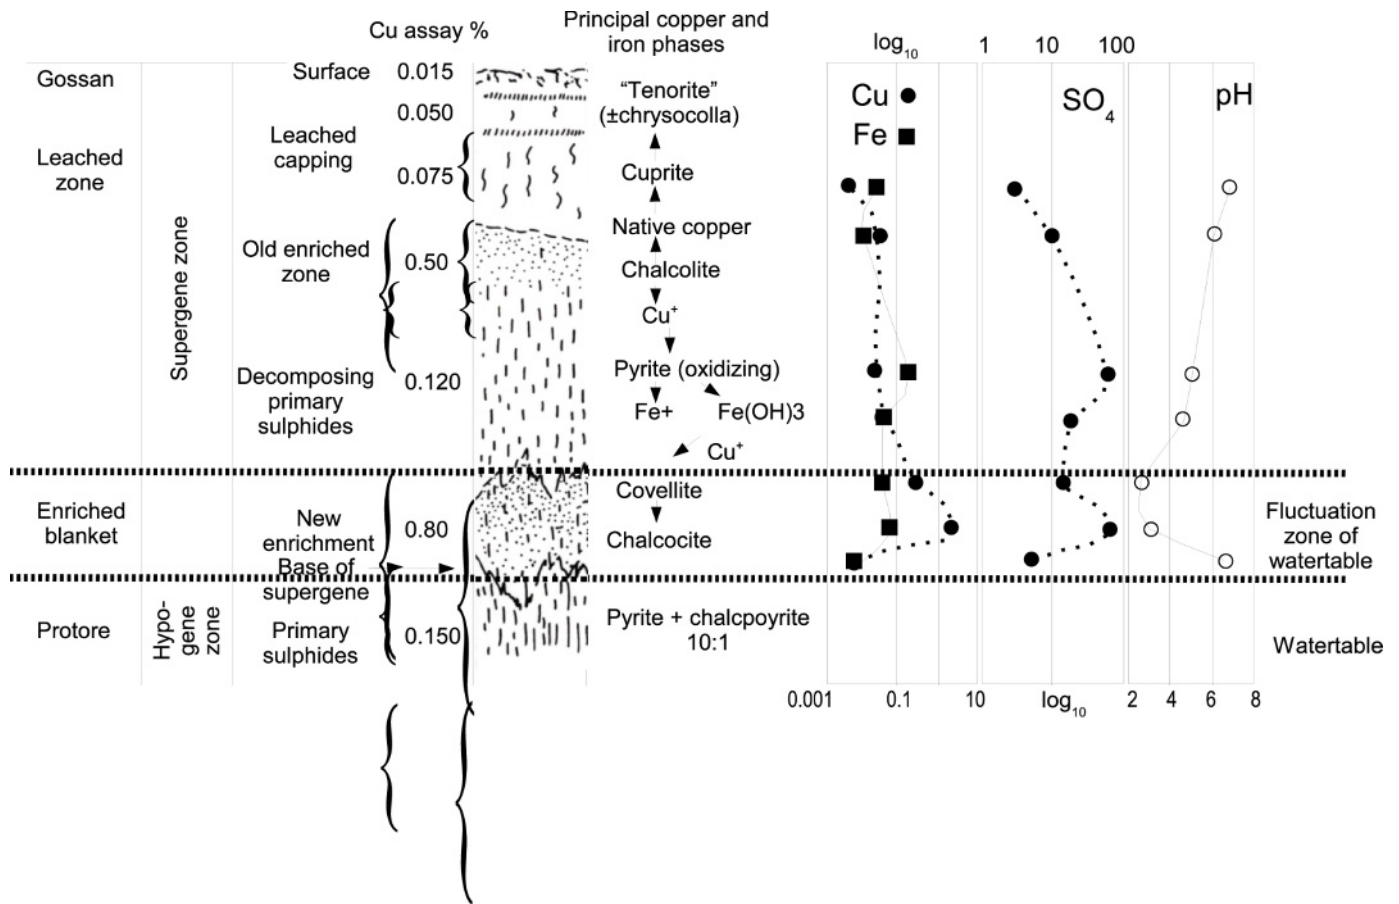 Cu assay %
Principal copper and
iron phases
log10
1
10
100
Gossan
Surface
0.015
"Tenorite"
(±chrysocolla)
Cu
Fe
SO4
pH
0.050
Leached
zone
Leached
capping
0.075
Cuprite
Native copper
Old enriched
zone
0.50
Chalcolite
Cu+
Supergene zone
Decomposing
primary
sulphides
0.120
Pyrite (oxidizing)
Fe+
Fe(OH)3
Cu+
Enriched
blanket
New
enrichment
Base of
supergene
0.80
Covellite
Chalcocite
Fluctuation
zone of
watertable
Protore
Hypo-
gene
zone
Primary
sulphides
0.150
Pyrite + chalcpoyrite
10:1
Watertable
0.001
0.1
10
log10
2
4
6
8